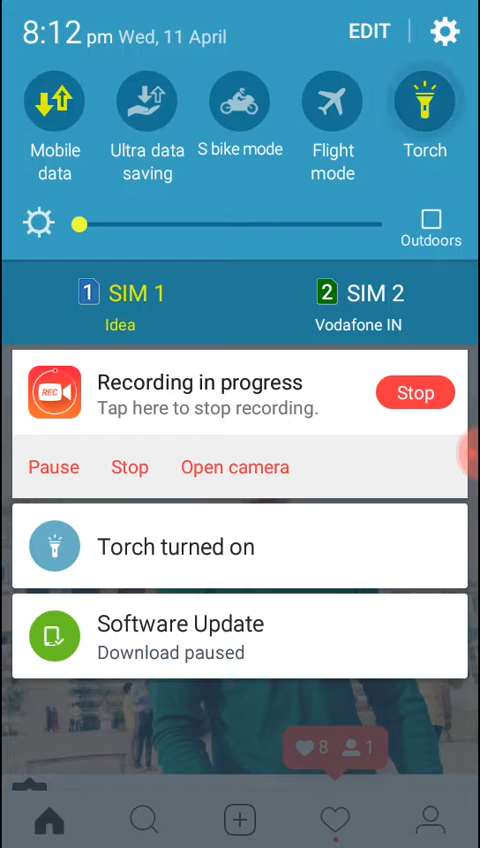 8:12 pm Wed, 11 April EDIT
Mobile data
Ultra data saving
S bike mode
Flight mode
Torch
Outdoors
1 SIM 1
Idea
2 SIM 2
Vodafone IN
REC
Recording in progress
Tap here to stop recording.
Stop
Pause Stop Open camera
Torch turned on
Software Update
Download paused
8 1